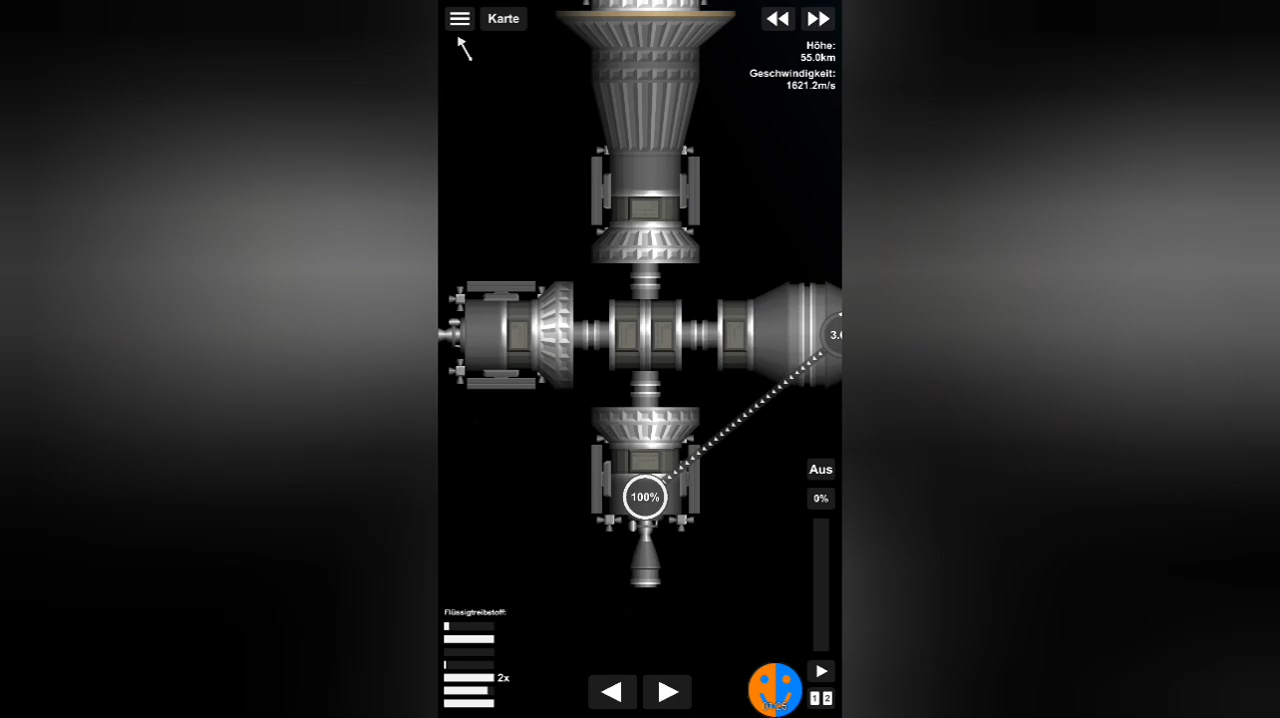 Karte
Höhe:
55.0km
Geschwindigkeit:
1621.2m/s
100%
Aus
0%
Flüssigtreibstoff:
2x
1 2